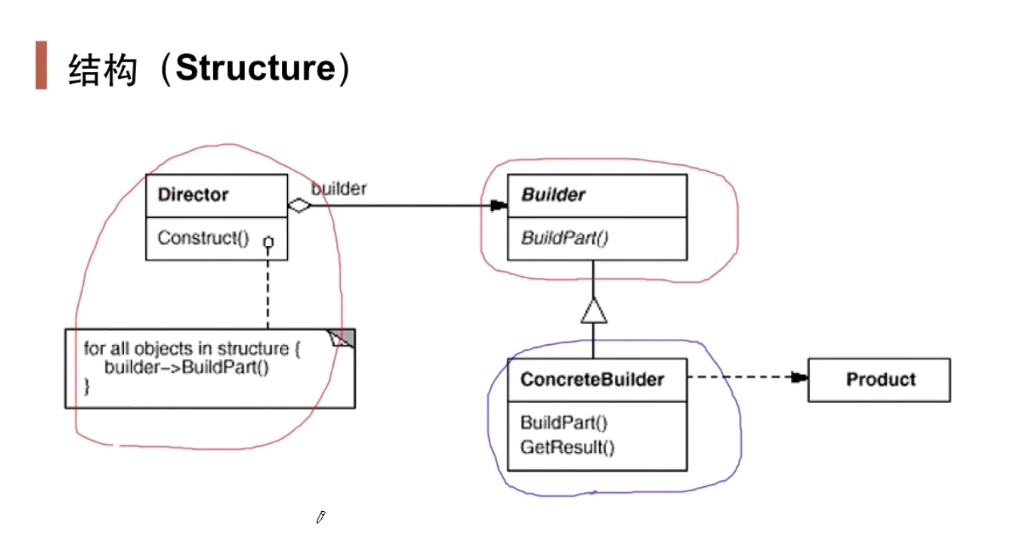 结构（Structure）
Director
builder
Builder
Construct()
BuildPart()
for all objects in structure {
builder->BuildPart()
}
ConcreteBuilder
Product
BuildPart()
GetResult()